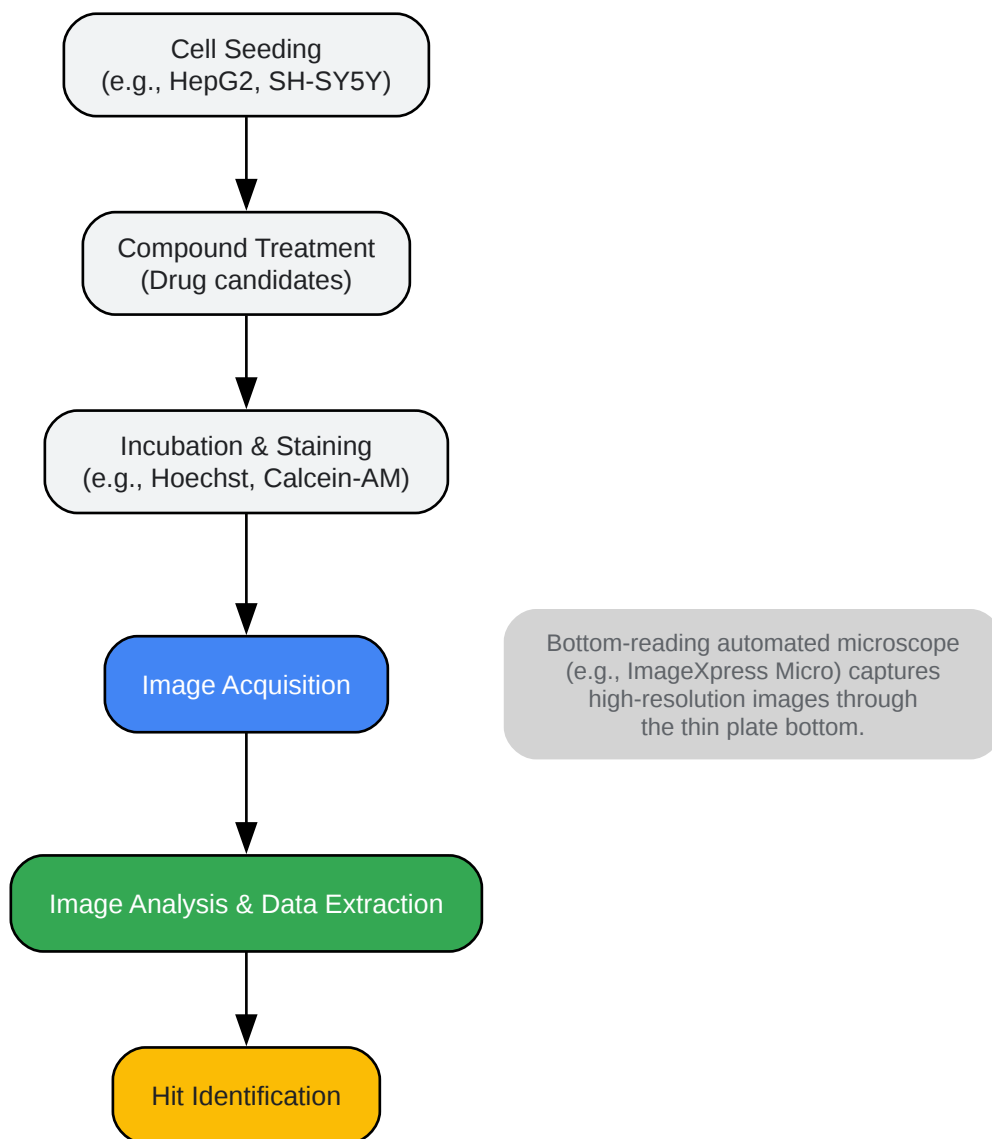 Cell Seeding
(e.g., HepG2, SH-SY5Y)
Compound Treatment
(Drug candidates)
Incubation & Staining
(e.g., Hoechst, Calcein-AM)
Image Acquisition
Bottom-reading automated microscope
(e.g., ImageXpress Micro) captures
high-resolution images through
the thin plate bottom.
Image Analysis & Data Extraction
Hit Identification